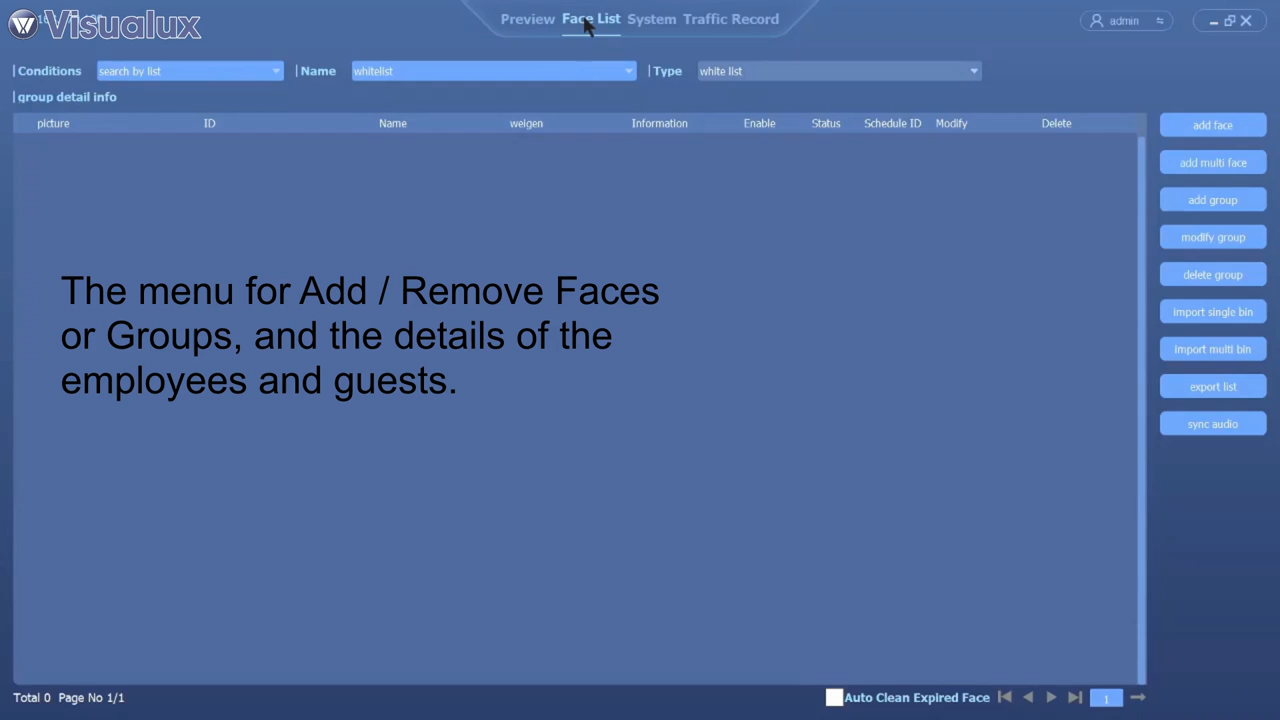 Visualux
Preview Face List System Traffic Record
admin
Conditions search by list Name whitelist Type white list
group detail info
picture ID Name weigen Information Enable Status Schedule ID Modify Delete
add face
add multi face
add group
modify group
delete group
import single bin
import multi bin
export list
sync audio
The menu for Add / Remove Faces
or Groups, and the details of the
employees and guests.
Total 0 Page No 1/1
Auto Clean Expired Face 1